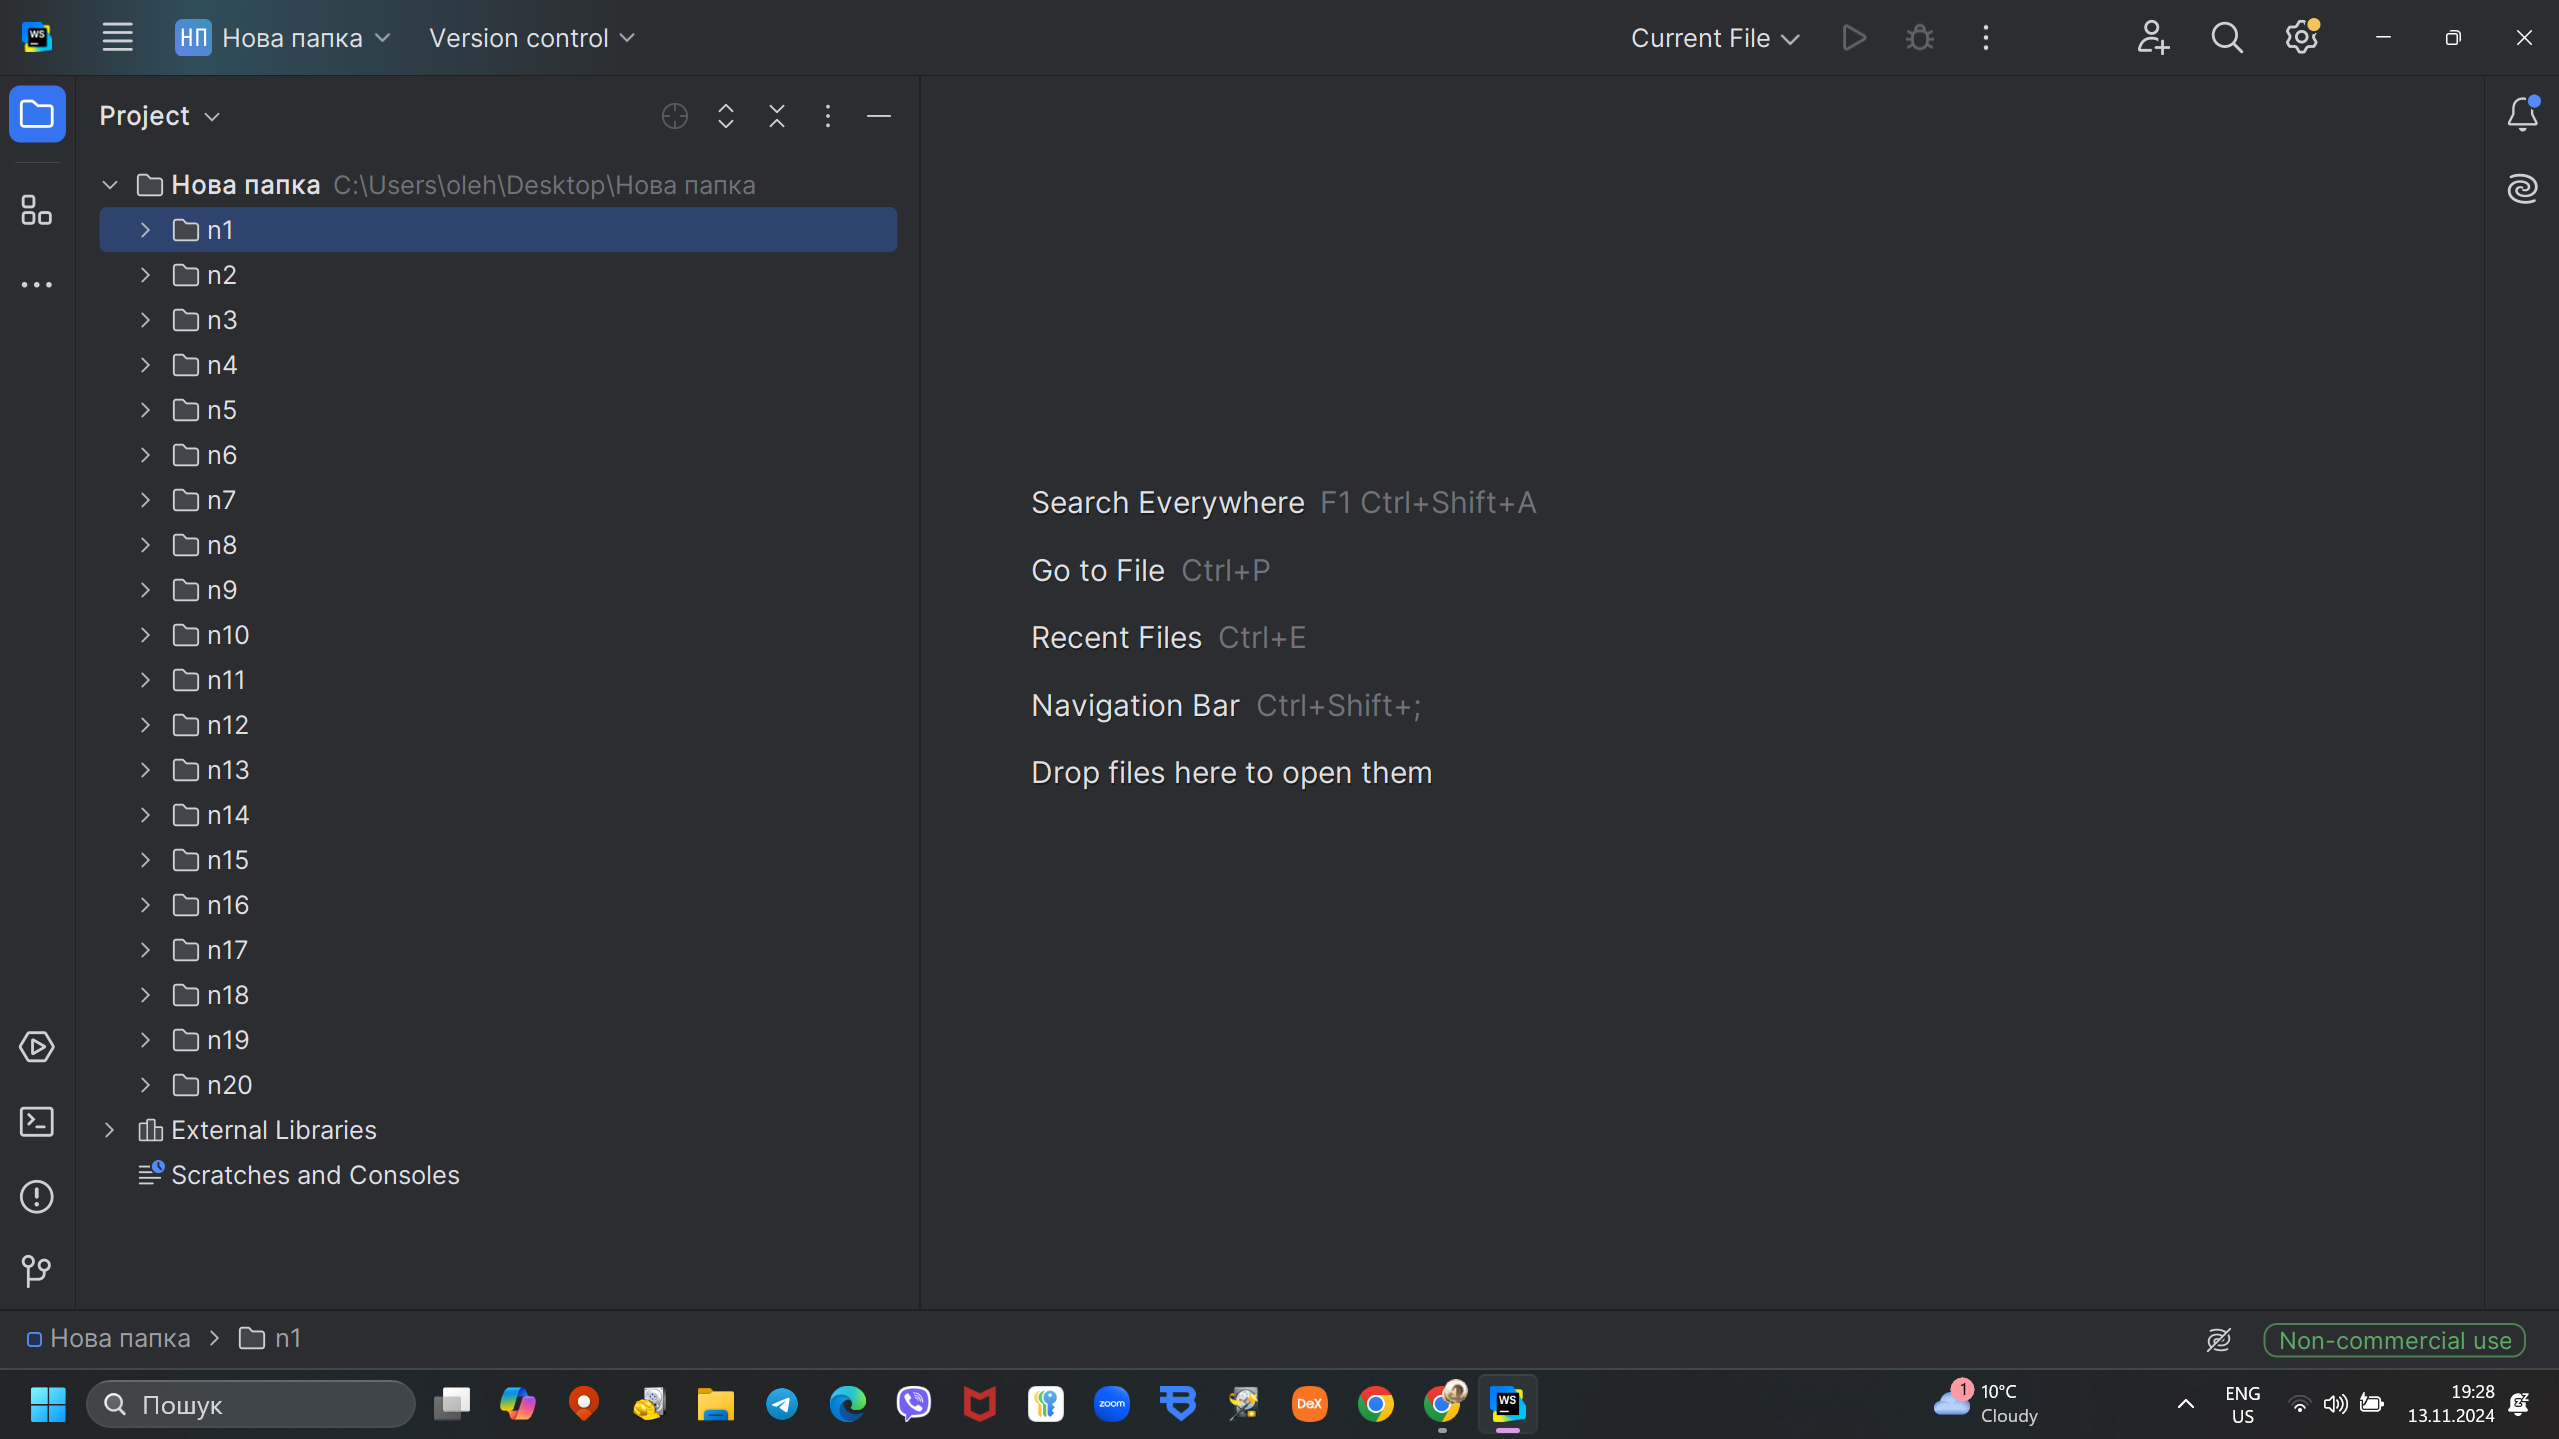 WS
НП Нова папка Version control Current File
Project
Нова папка C:\Users\oleh\Desktop\Нова папка
n1
n2
n3
n4
n5
n6
n7
n8
n9
n10
n11
n12
n13
n14
n15
n16
n17
n18
n19
n20
External Libraries
Scratches and Consoles
Search Everywhere F1 Ctrl+Shift+A
Go to File Ctrl+P
Recent Files Ctrl+E
Navigation Bar Ctrl+Shift+;
Drop files here to open them
Нова папка > n1 Non-commercial use
Пошук
zoom
DeX
WS
1
10°C
Cloudy
ENG
US
19:28
13.11.2024